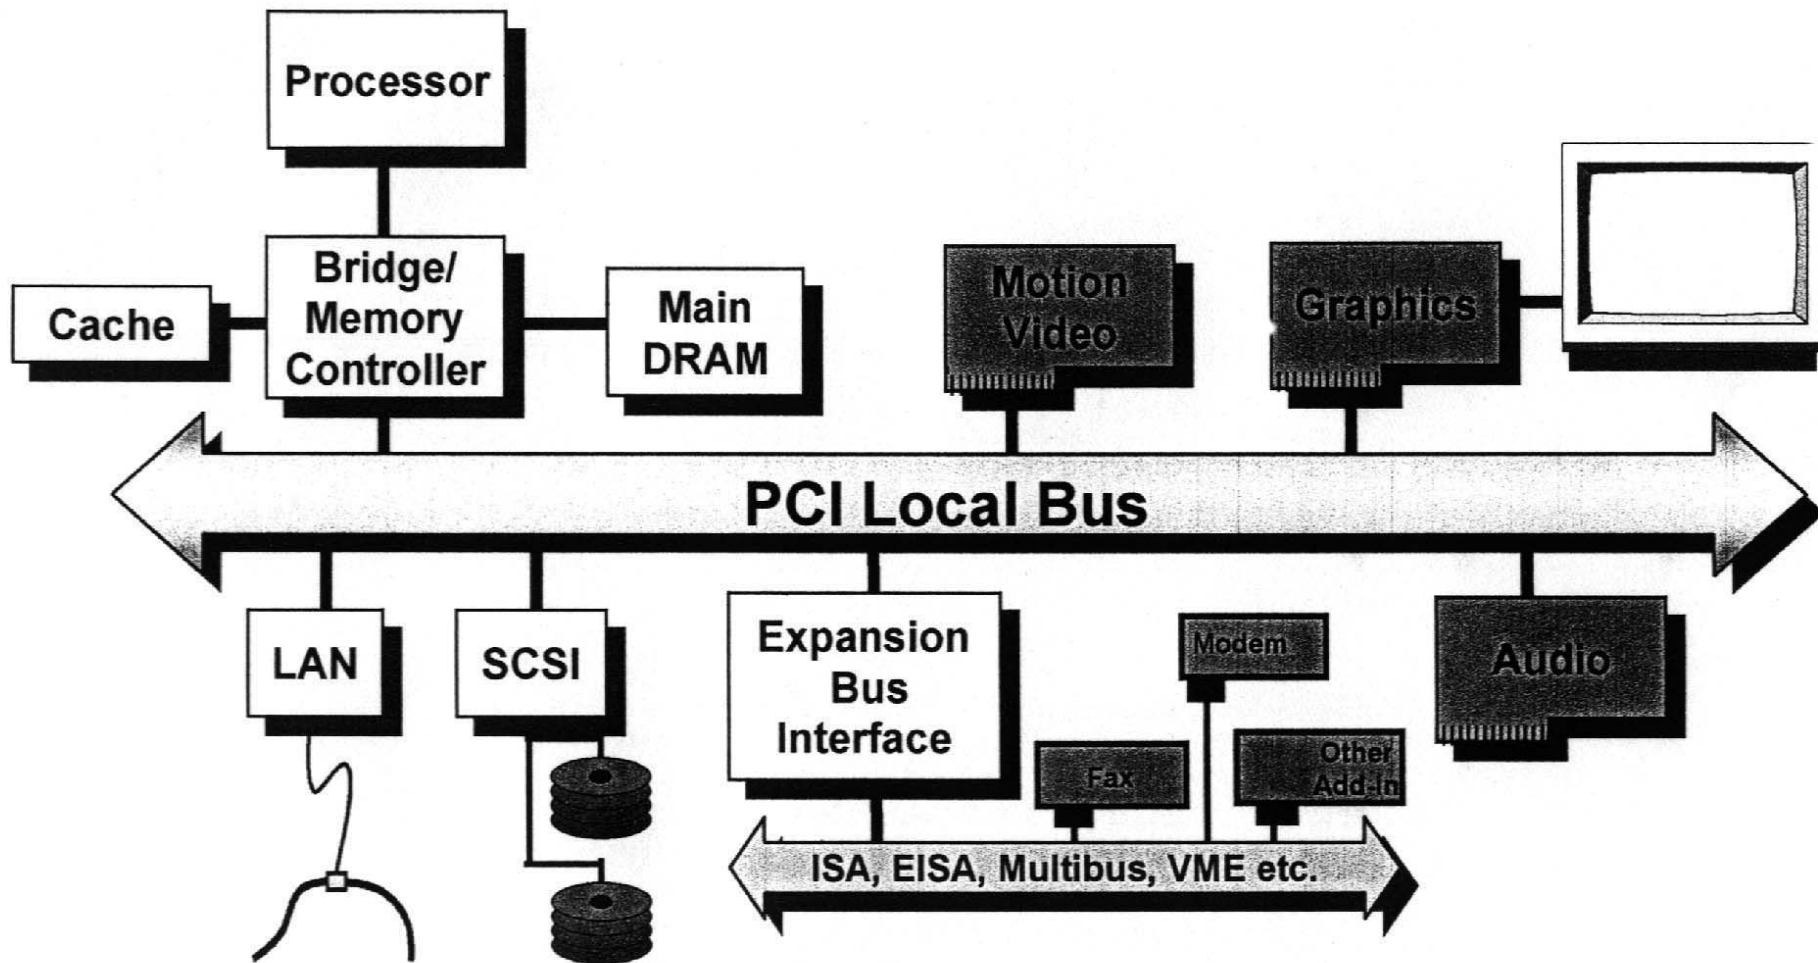 Processor
Bridge/
Memory
Controller
Cache
Main
DRAM
Motion
Video
Graphics
PCI Local Bus
LAN
SCSI
Expansion
Bus
Interface
Modem
Fax
Other
Add-in
Audio
ISA, EISA, Multibus, VME etc.